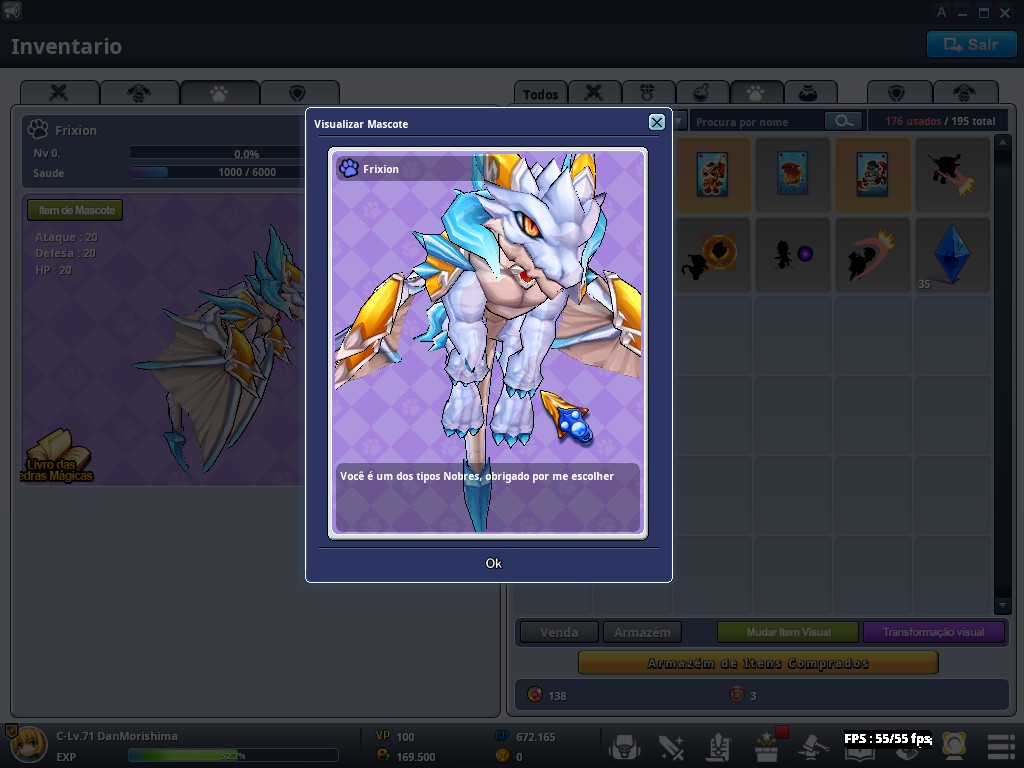 A
Inventario
Sair
Todos
Frixion
Nv 0.
0.0%
Saude
1000 / 6000
Item de Mascote
Ataque : 20
Defesa : 20
HP : 20
Livro das
edras Mágicas
Visualizar Mascote
Frixion
Você é um dos tipos Nobres, obrigado por me escolher
Ok
Procura por nome
176 usados / 195 total
35
Venda
Armazém
Mudar Item Visual
Transformação visual
Armazém de Itens Comprados
138
3
C-Lv.71 DanMorishima
EXP
VP 100
169.500
672.165
0
FPS : 55/55 fps